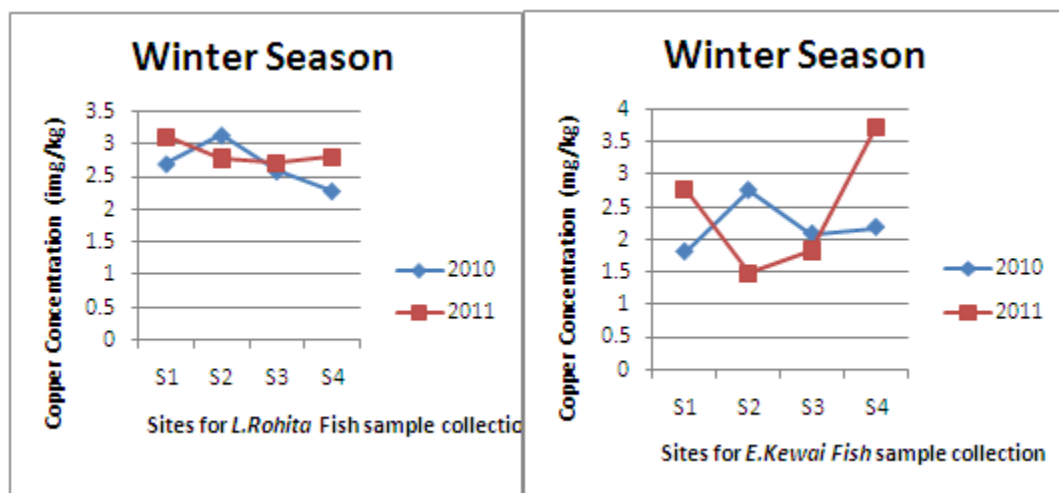 Winter Season
Copper Concentration (img/kg)
3.5
3
2.5
2
1.5
1
0.5
0
S1 S2 S3 S4
2010
2011
Sites for L.Rohita Fish sample collectio
Winter Season
Copper Concentration (mg/kg)
4
3.5
3
2.5
2
1.5
1
0.5
0
S1 S2 S3 S4
2010
2011
Sites for E.Kewai Fish sample collection